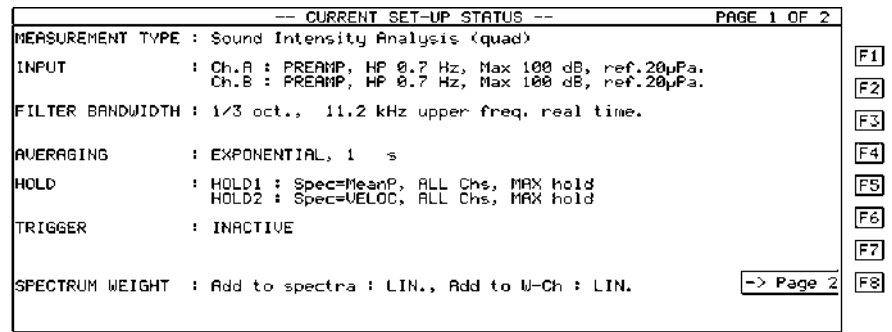 -- CURRENT SET-UP STATUS -- PAGE 1 OF 2
MEASUREMENT TYPE : Sound Intensity Analysis (quad)
INPUT : Ch.A : PREAMP, HP 0.7 Hz, Max 100 dB, ref.20µPa.
Ch.B : PREAMP, HP 0.7 Hz, Max 100 dB, ref.20µPa.
FILTER BANDWIDTH : 1/3 oct., 11.2 kHz upper freq. real time.
AVERAGING : EXPONENTIAL, 1 s
HOLD : HOLD1 : Spec=MeanP, ALL Chs, MAX hold
HOLD2 : Spec=VELOC, ALL Chs, MAX hold
TRIGGER : INACTIVE
SPECTRUM WEIGHT : Add to spectra : LIN., Add to W-Ch : LIN.
-> Page 2
F1
F2
F3
F4
F5
F6
F7
F8